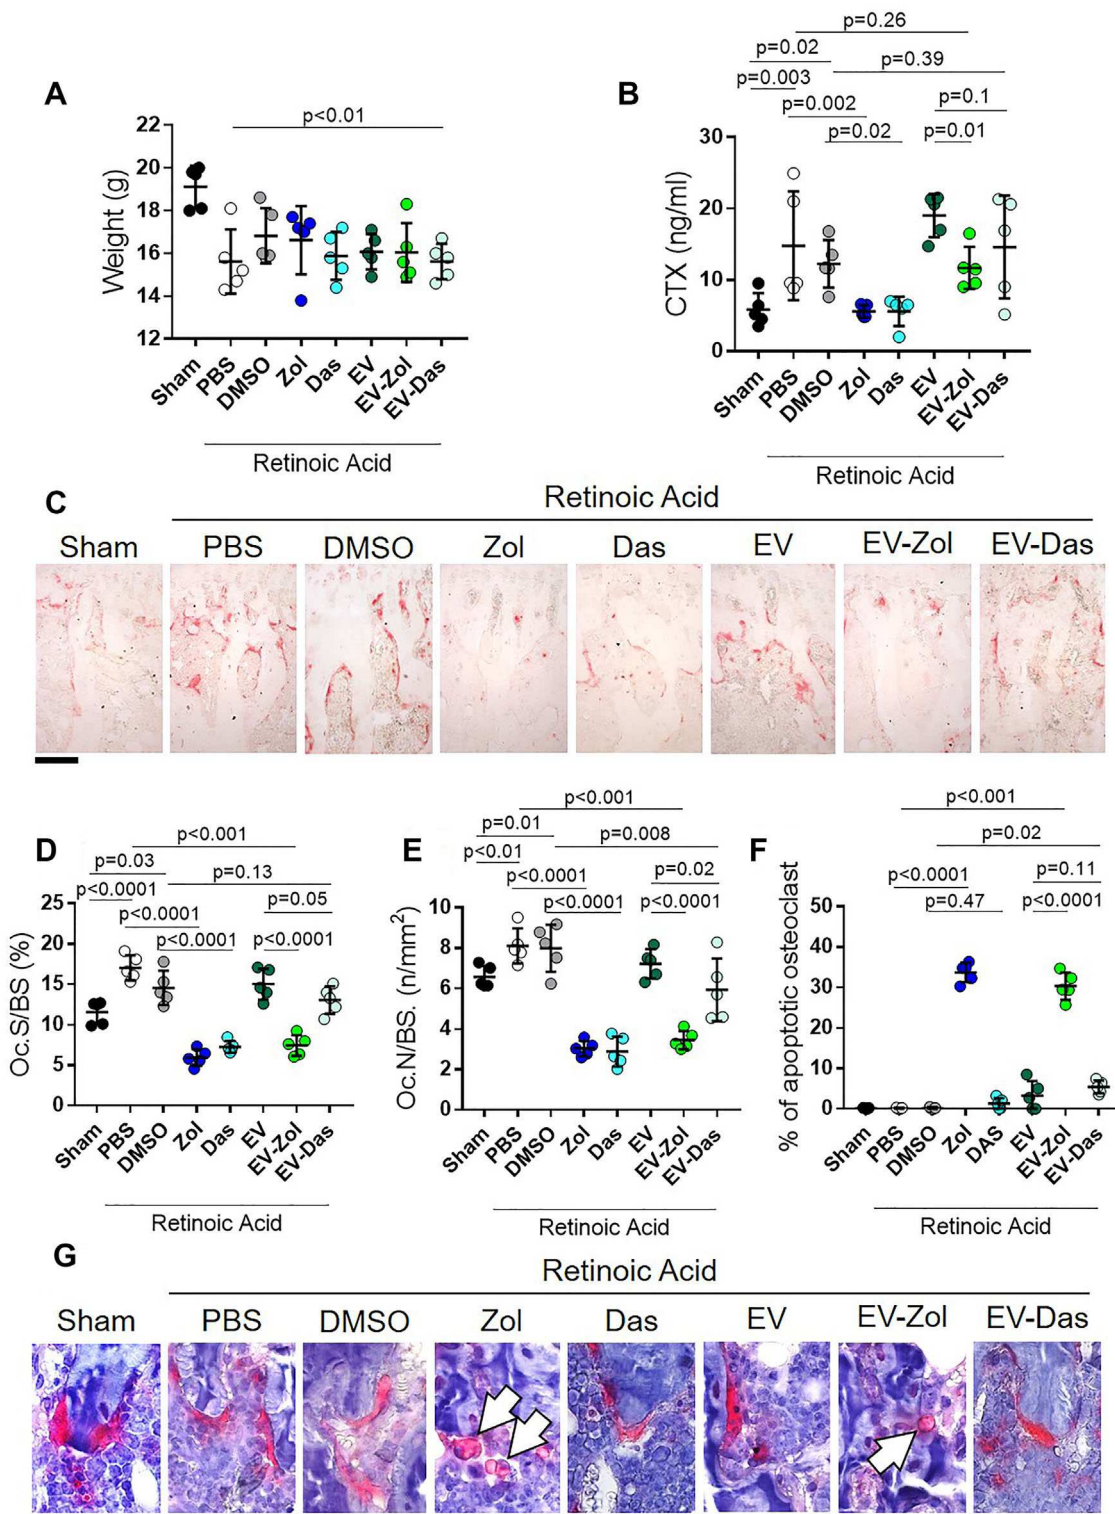 p=0.26
p=0.02
p=0.39
A
B
p=0.003
p<0.01
p=0.002
p=0.1
p=0.02
p=0.01
22
20
18
16
14
12
Weight (g)
Sham
PBS
DMSO
Zol
Das
EV
EV-Zol
EV-Das
Retinoic Acid
30
20
10
0
CTX (ng/ml)
Sham
PBS
DMSO
Zol
Das
EV
EV-Zol
EV-Das
Retinoic Acid
C
Retinoic Acid
Sham PBS DMSO Zol Das EV EV-Zol EV-Das
D
p<0.001
p=0.03
p=0.13
p<0.0001
p=0.05
p<0.0001
p<0.0001
p<0.0001
25
20
15
10
5
0
Oc.S/BS (%)
Sham
PBS
DMSO
Zol
Das
EV
EV-Zol
EV-Das
Retinoic Acid
E
p<0.001
p=0.01
p=0.008
p<0.01
p=0.02
p<0.0001
p<0.0001
p<0.0001
10
8
6
4
2
0
Oc.N/BS. (n/mm²)
Sham
PBS
DMSO
Zol
Das
EV
EV-Zol
EV-Das
Retinoic Acid
F
p<0.001
p=0.02
p=0.11
p<0.0001
p=0.47
p<0.0001
50
40
30
20
10
0
% of apoptotic osteoclast
Sham
PBS
DMSO
Zol
DAS
EV
EV-Zol
EV-Das
Retinoic Acid
G
Retinoic Acid
Sham PBS DMSO Zol Das EV EV-Zol EV-Das